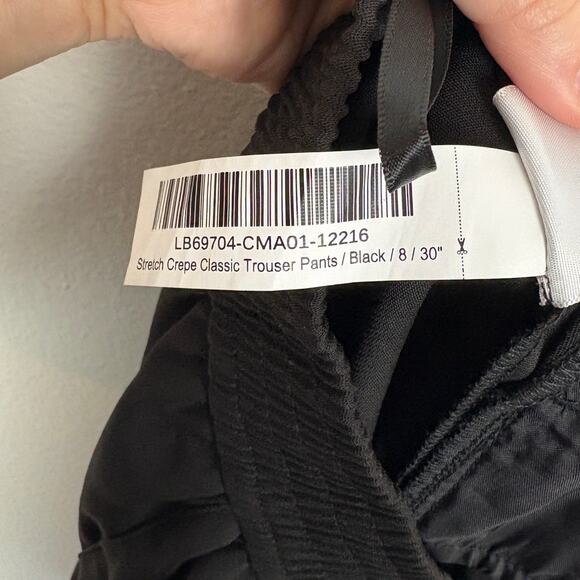 LB69704-CMA01-12216
Stretch Crepe Classic Trouser Pants / Black / 8 / 30"